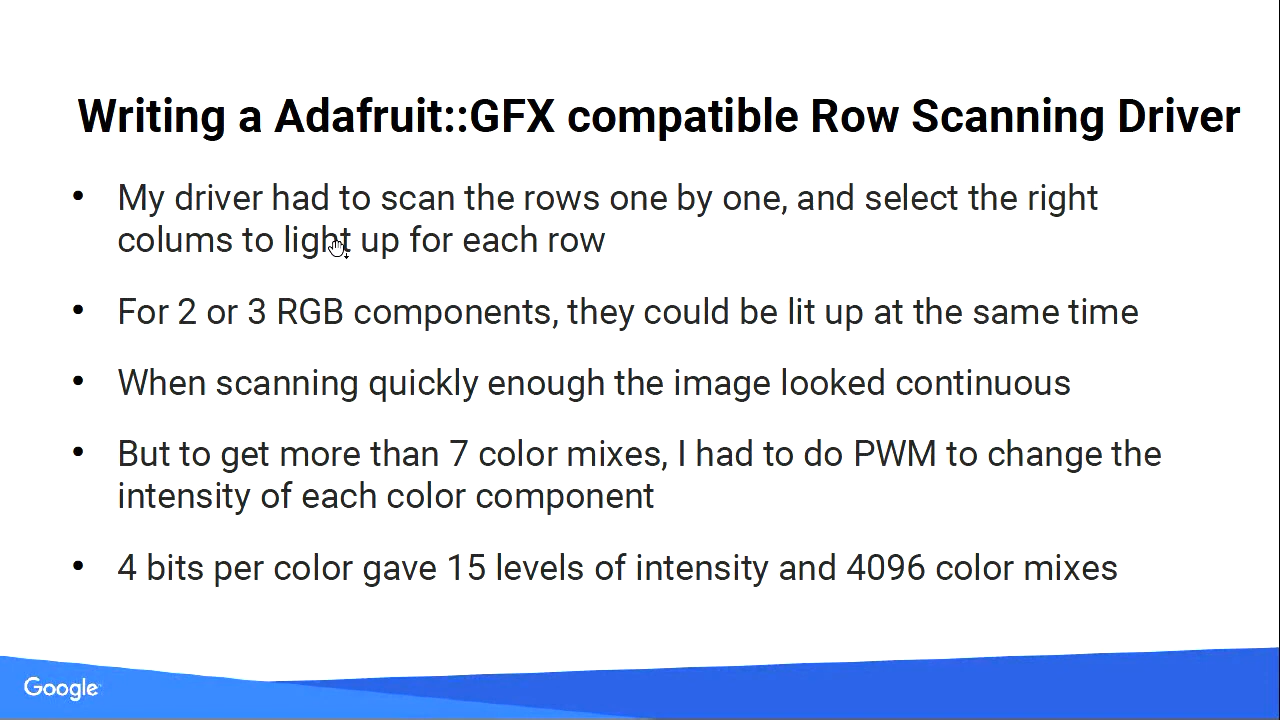 Writing a Adafruit::GFX compatible Row Scanning Driver
• My driver had to scan the rows one by one, and select the right
colums to light up for each row
• For 2 or 3 RGB components, they could be lit up at the same time
• When scanning quickly enough the image looked continuous
• But to get more than 7 color mixes, I had to do PWM to change the
intensity of each color component
• 4 bits per color gave 15 levels of intensity and 4096 color mixes
Google